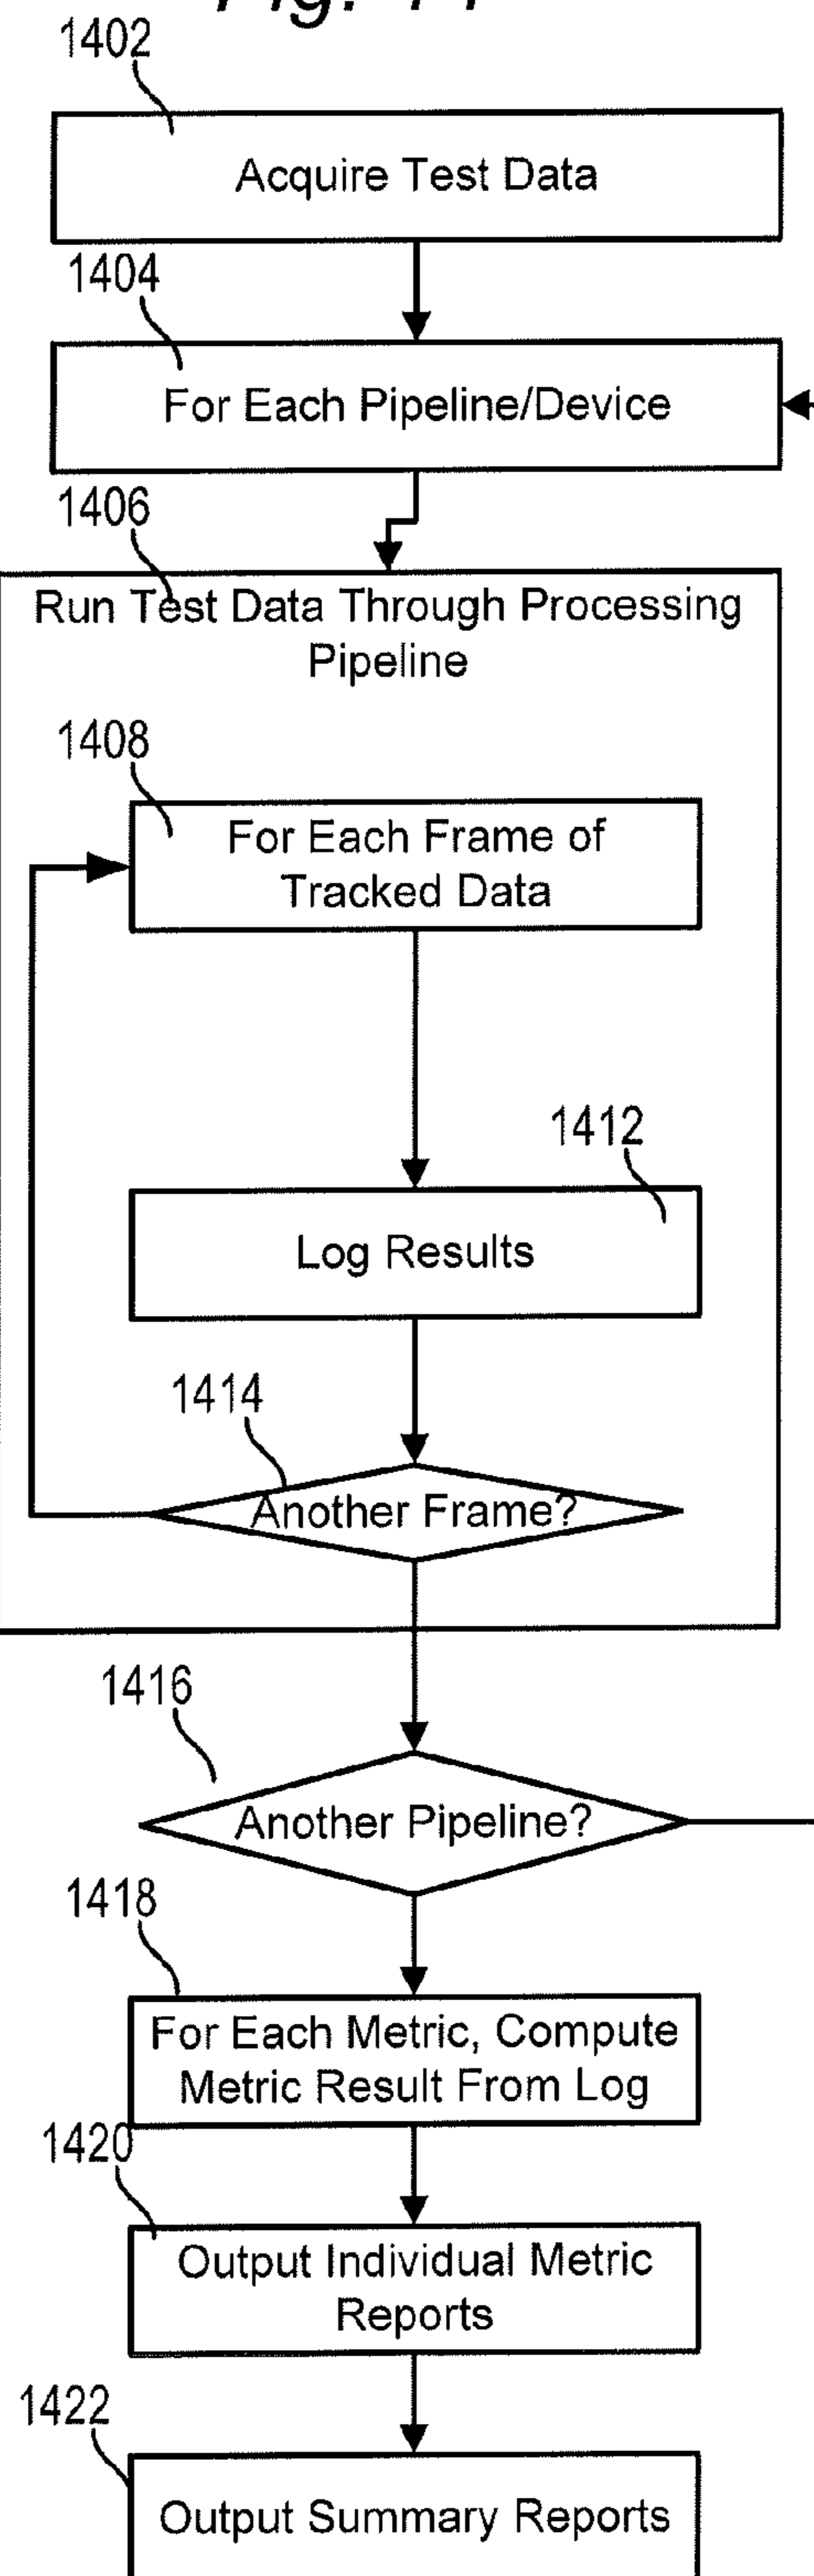 1402
Acquire Test Data
1404
For Each Pipeline/Device
1406
Run Test Data Through Processing
Pipeline
1408
For Each Frame of
Tracked Data
1412
Log Results
1414
Another Frame?
1416
Another Pipeline?
1418
For Each Metric, Compute
Metric Result From Log
1420
Output Individual Metric
Reports
1422
Output Summary Reports